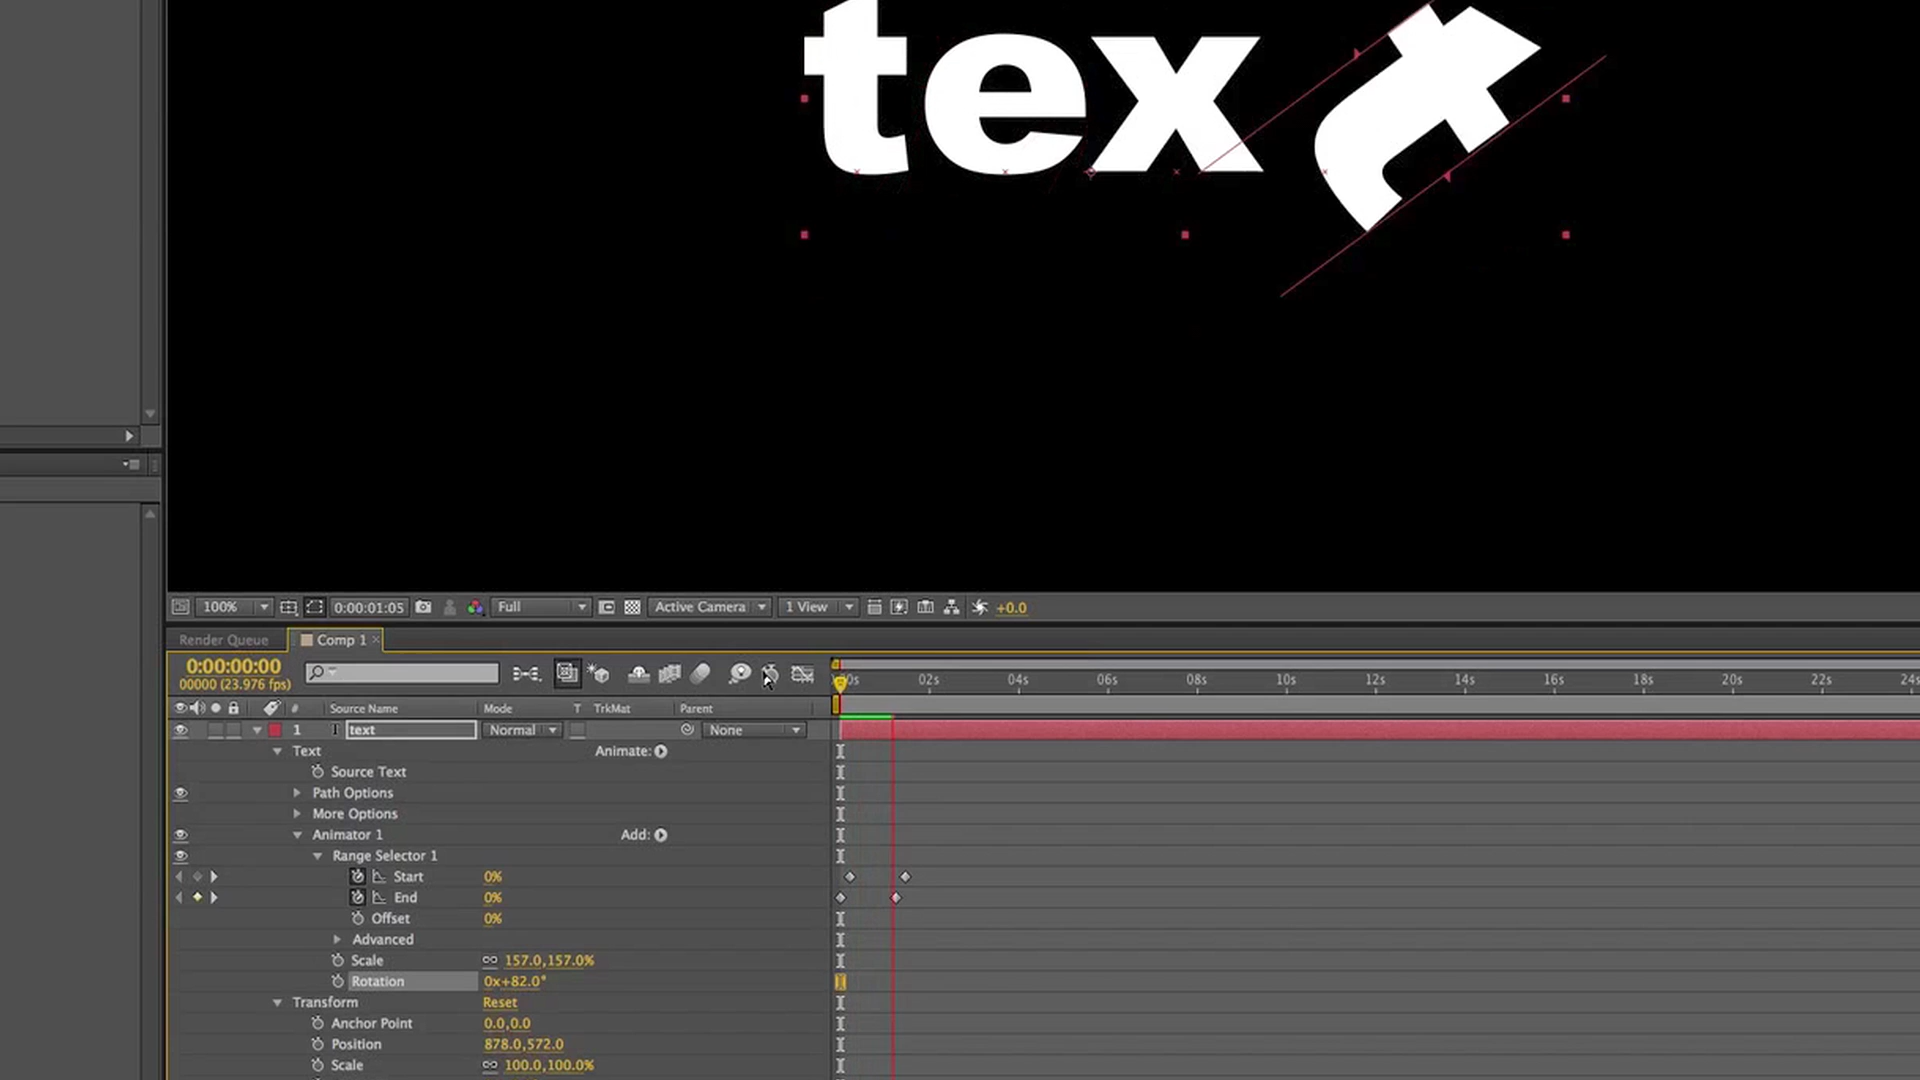 text
100%
0:00:01:05
Full
Active Camera
1 View
+0.0
Render Queue
Comp 1
0:00:00:00
00000 (23.976 fps)
00s 02s 04s 06s 08s 10s 12s 14s 16s 18s 20s 22s 24s
# Source Name Mode T TrkMat Parent
1 T text Normal None
Text Animate:
Source Text
Path Options
More Options
Animator 1 Add:
Range Selector 1
Start 0%
End 0%
Offset 0%
Advanced
Scale 157.0,157.0%
Rotation 0x+82.0°
Transform Reset
Anchor Point 0.0,0.0
Position 878.0,572.0
Scale 100.0,100.0%